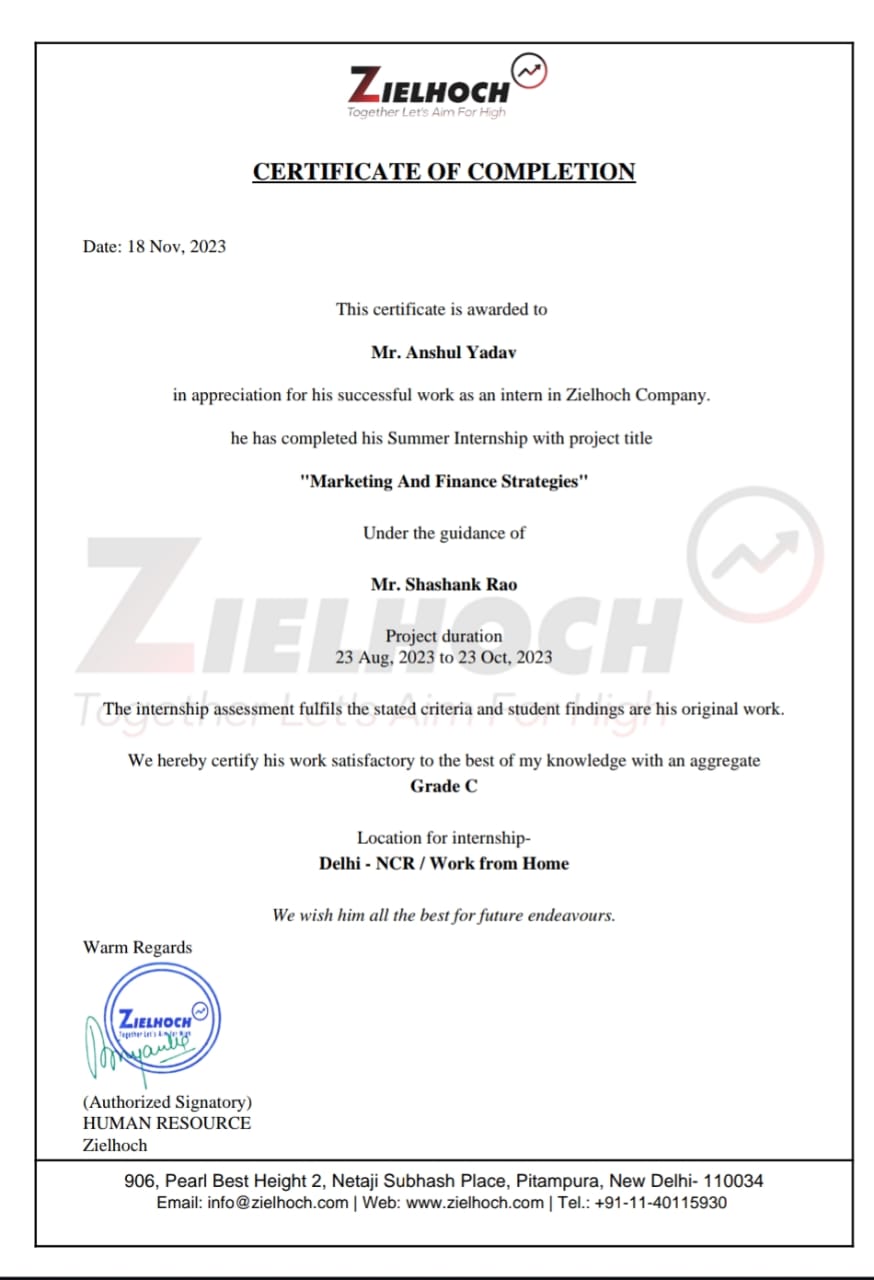 ZIELHOCH
Together Let's Aim For High
CERTIFICATE OF COMPLETION
Date: 18 Nov, 2023
This certificate is awarded to
Mr. Anshul Yadav
in appreciation for his successful work as an intern in Zielhoch Company.
he has completed his Summer Internship with project title
"Marketing And Finance Strategies"
Under the guidance of
Mr. Shashank Rao
Project duration
23 Aug, 2023 to 23 Oct, 2023
ZIELHOCH
Together Let's Aim For High
The internship assessment fulfils the stated criteria and student findings are his original work.
We hereby certify his work satisfactory to the best of my knowledge with an aggregate
Grade C
Location for internship-
Delhi - NCR / Work from Home
We wish him all the best for future endeavours.
Warm Regards
ZIELHOCH
Together Let's Aim For High
(Authorized Signatory)
HUMAN RESOURCE
Zielhoch
906, Pearl Best Height 2, Netaji Subhash Place, Pitampura, New Delhi- 110034
Email: info@zielhoch.com | Web: www.zielhoch.com | Tel.: +91-11-40115930